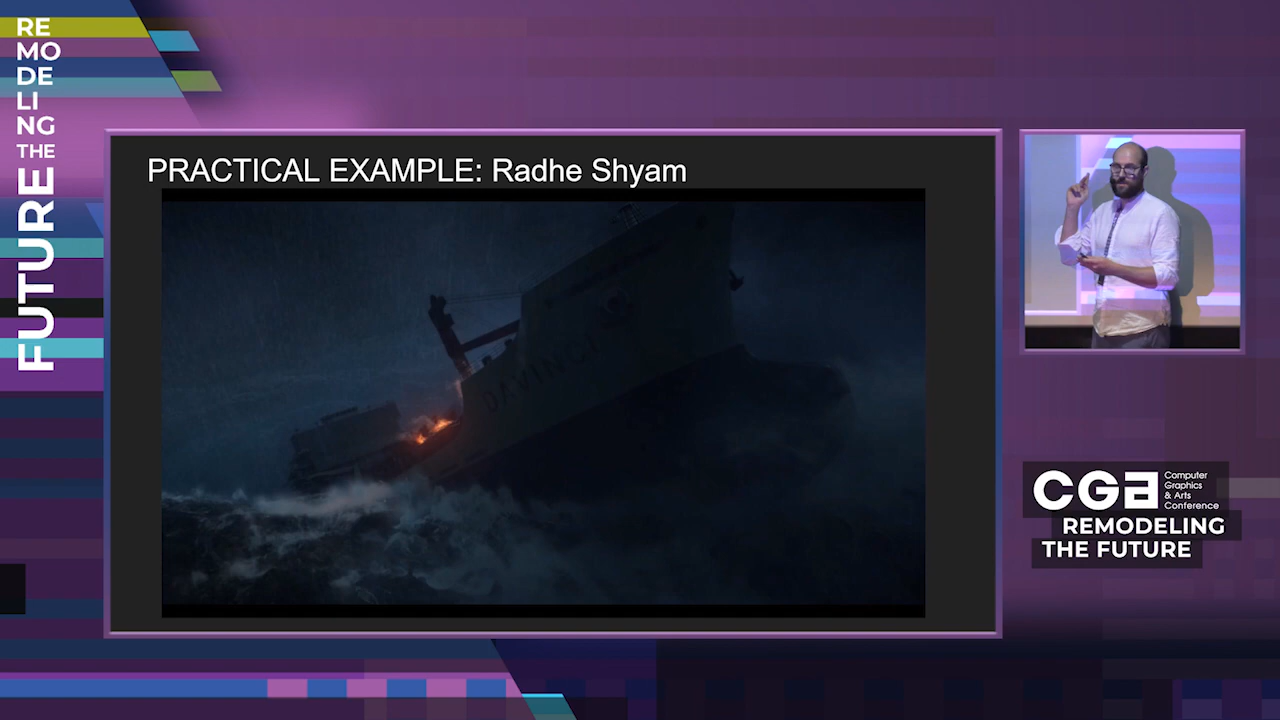 RE
MO
DE
LI
NG
THE
FUTURE
PRACTICAL EXAMPLE: Radhe Shyam
DAVINCI
CGA
Computer
Graphics
& Arts
Conference
REMODELING
THE FUTURE